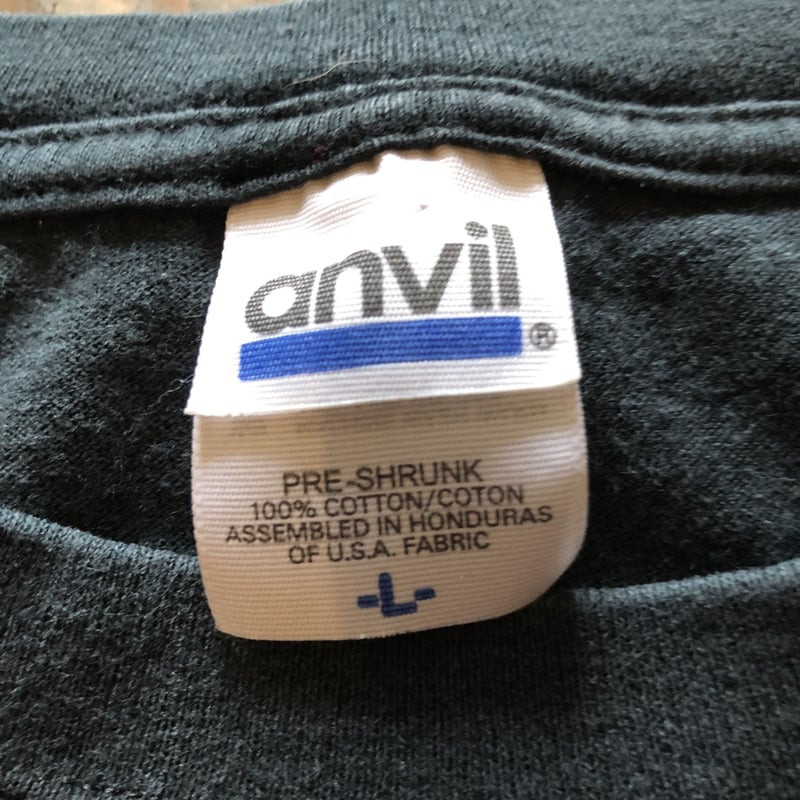 anvil®
PRE-SHRUNK
100% COTTON/COTON
ASSEMBLED IN HONDURAS
OF U.S.A. FABRIC
-L-